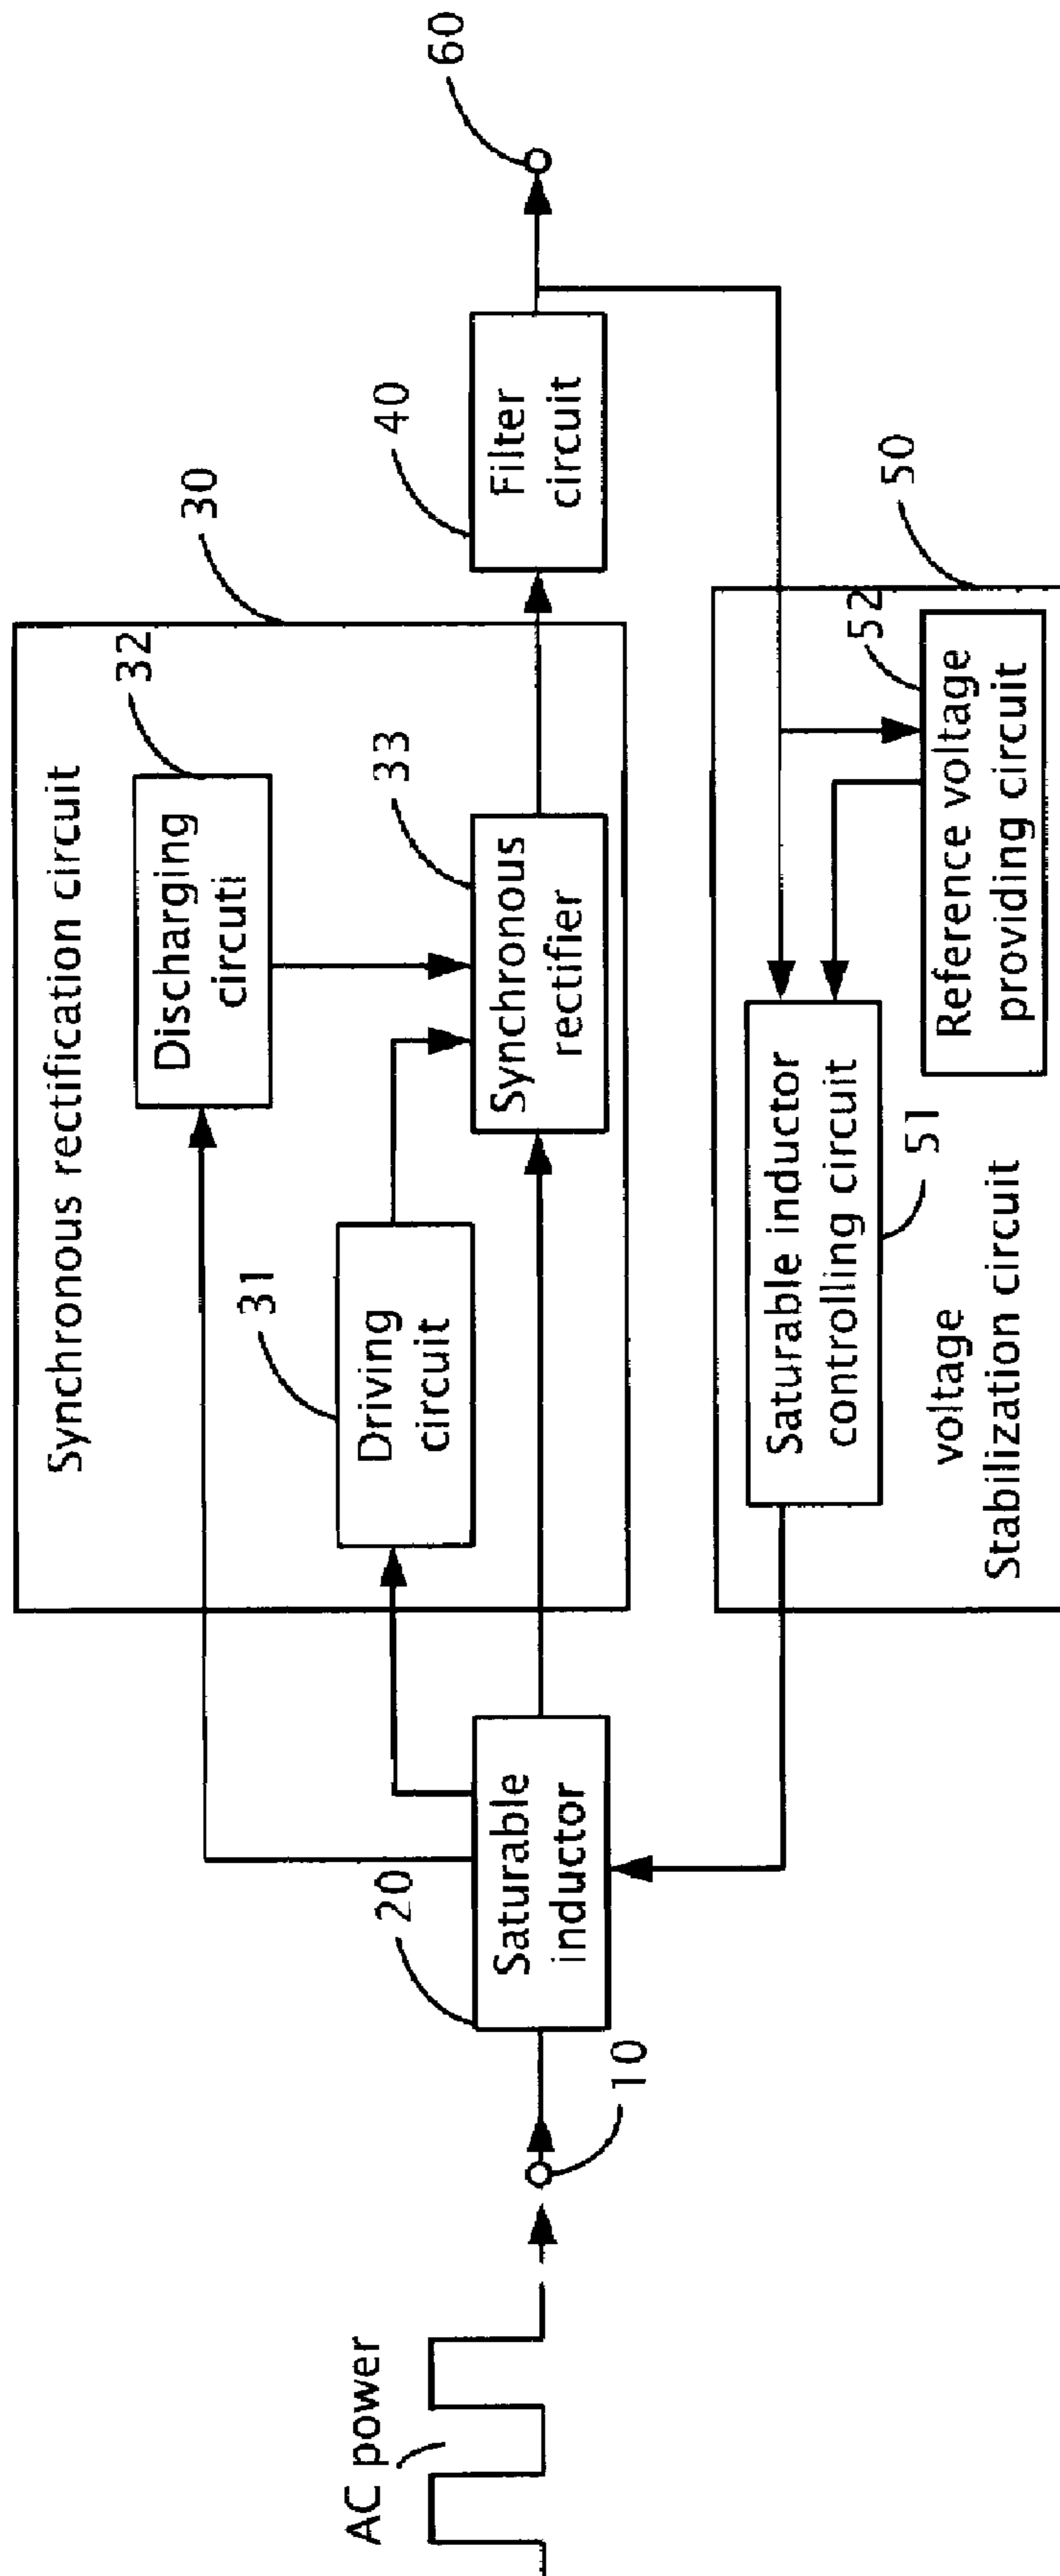 Synchronous rectification circuit
30
Discharging
circuti
32
31
Driving
circuit
33
Synchronous
rectifier
AC power
10
20
Saturable
inductor
40
Filter
circuit
60
50
Saturable inductor
controlling circuit
51
52
Reference voltage
providing circuit
voltage
Stabilization circuit